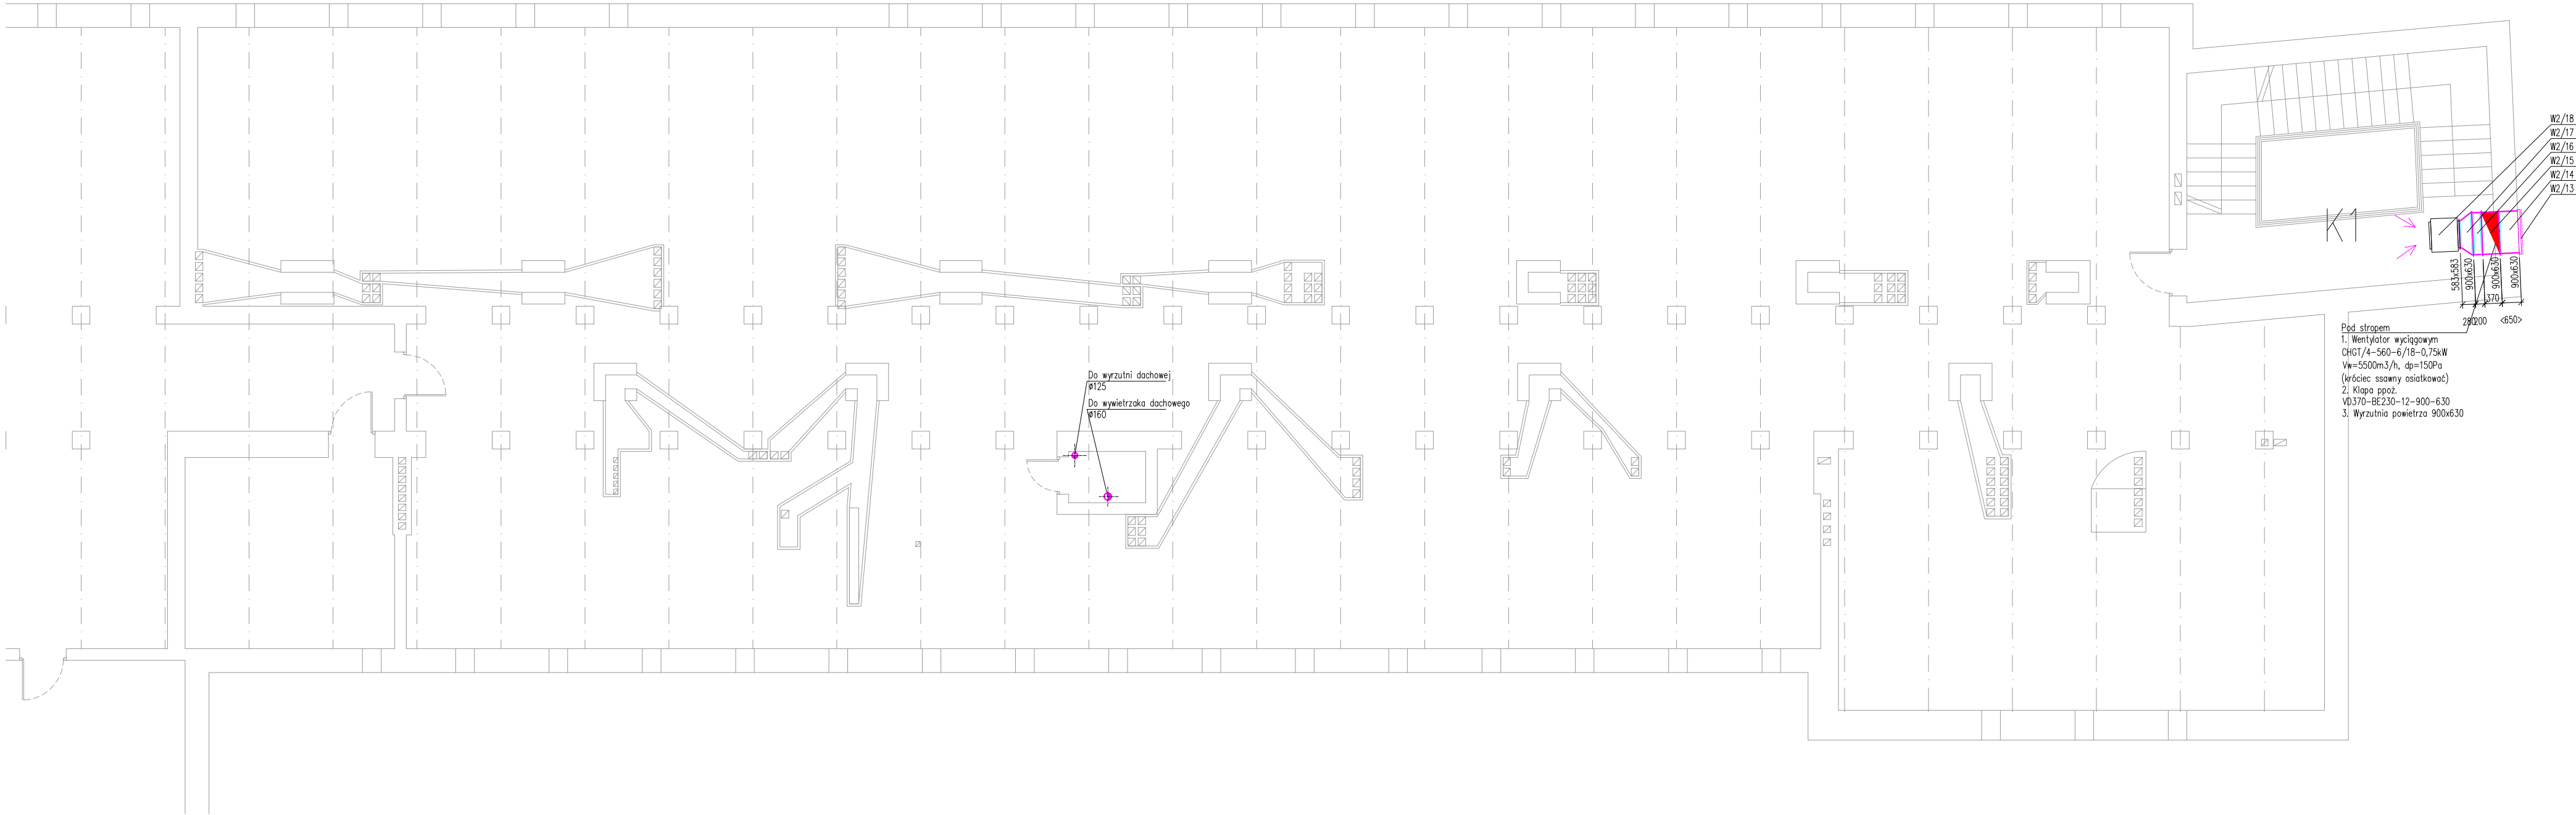 W2/18
W2/17
W2/16
W2/15
W2/14
W2/13
K1
583x583
900x630
900x630
900x630
370
280
200
<650>
Pod stropem
1. Wentylator wyciągowym
CHGT/4-560-6/18-0,75kW
Vw=5500m3/h, dp=150Pa
(króciec ssawny osiatkować)
2. Klapa ppoż.
VD370-BE230-12-900-630
3. Wyrzutnia powietrza 900x630
Do wyrzutni dachowej
ø125
Do wywietrzaka dachowego
ø160